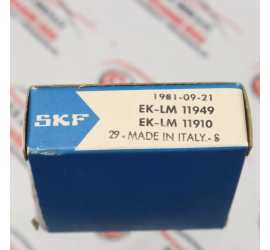 SKF
1981-09-21
EK-LM 11949
EK-LM 11910
29 - MADE IN ITALY.- S